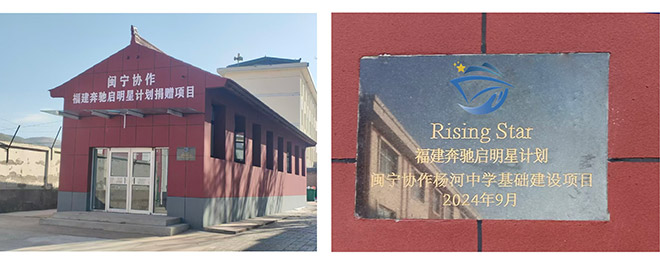 闽宁协作
福建奔驰启明星计划捐赠项目
Rising Star
福建奔驰启明星计划
闽宁协作杨河中学基础建设项目
2024年9月